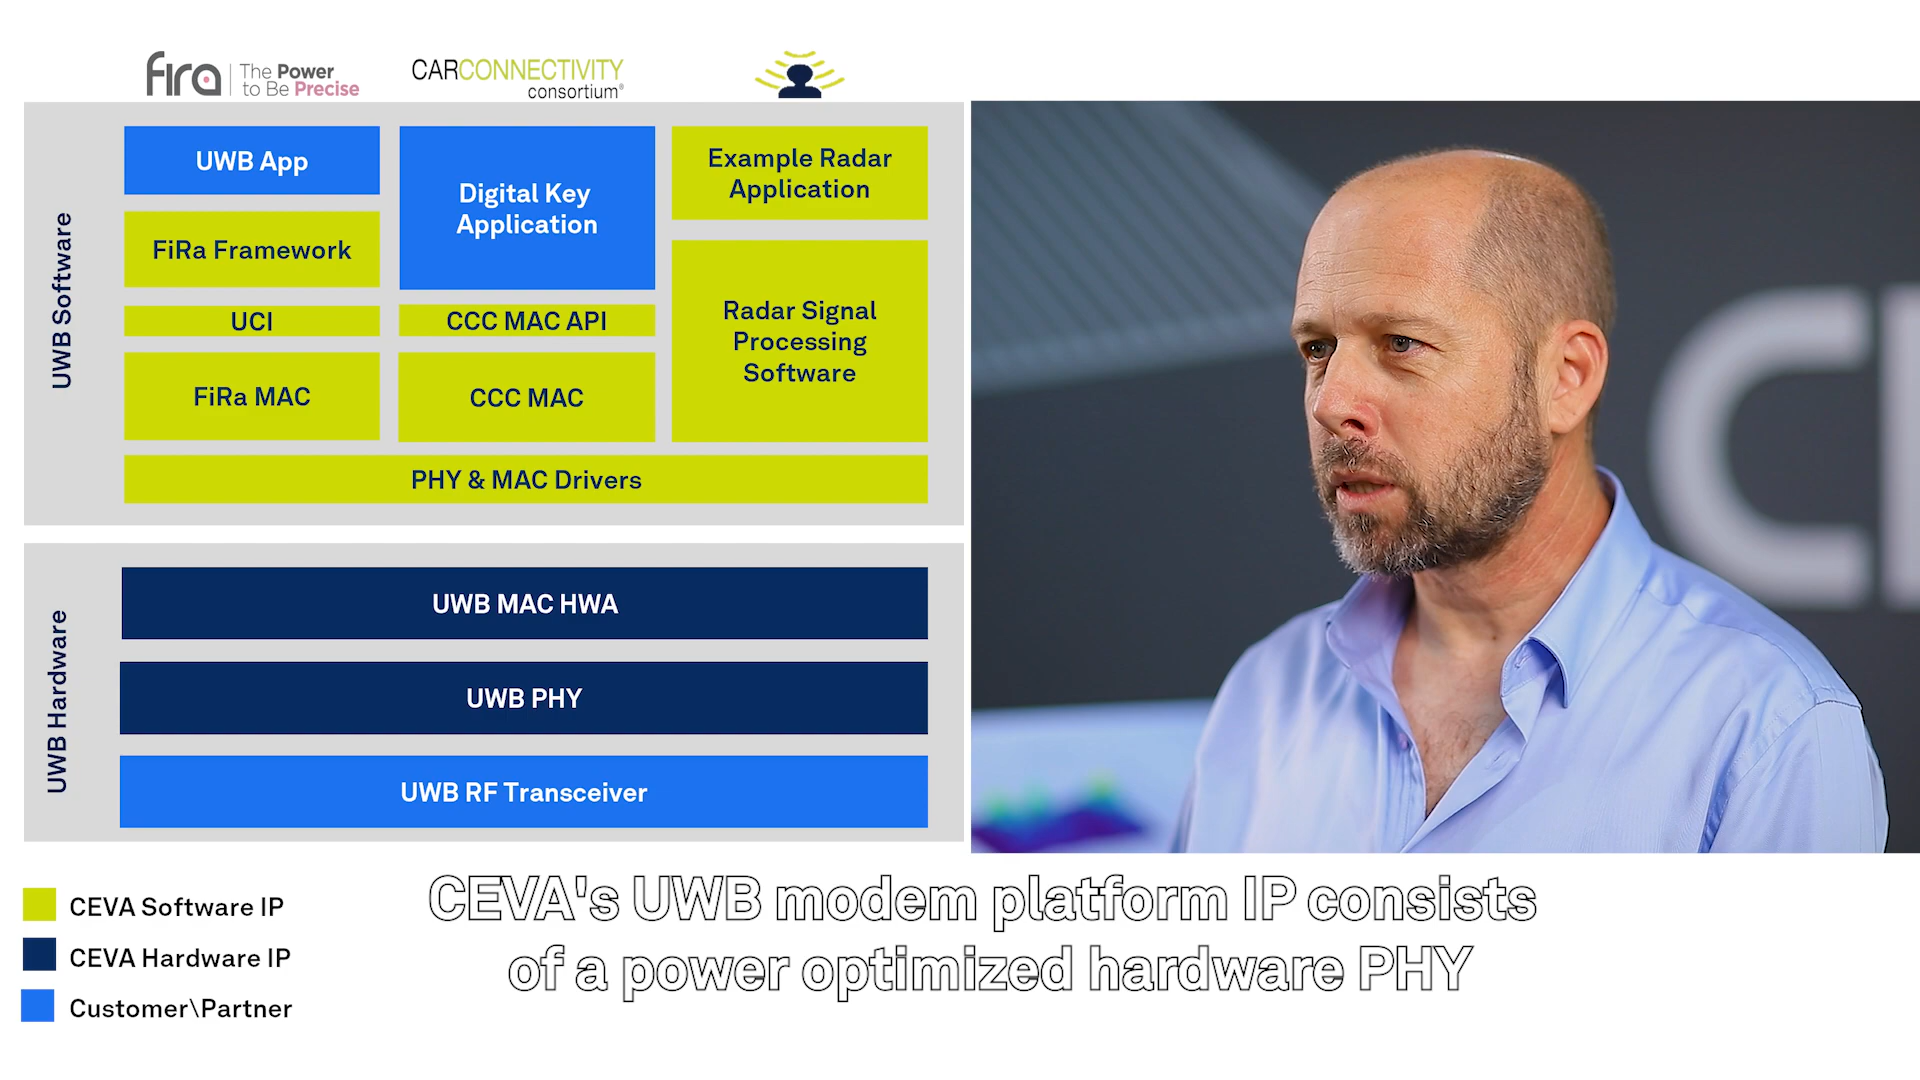 fira The Power
to Be Precise
CARCONNECTIVITY
consortium®
UWB Software
UWB App
Digital Key
Application
Example Radar
Application
FiRa Framework
UCI
CCC MAC API
Radar Signal
Processing
Software
FiRa MAC
CCC MAC
PHY & MAC Drivers
UWB Hardware
UWB MAC HWA
UWB PHY
UWB RF Transceiver
CEVA Software IP
CEVA Hardware IP
Customer\Partner
CEVA's UWB modem platform IP consists
of a power optimized hardware PHY